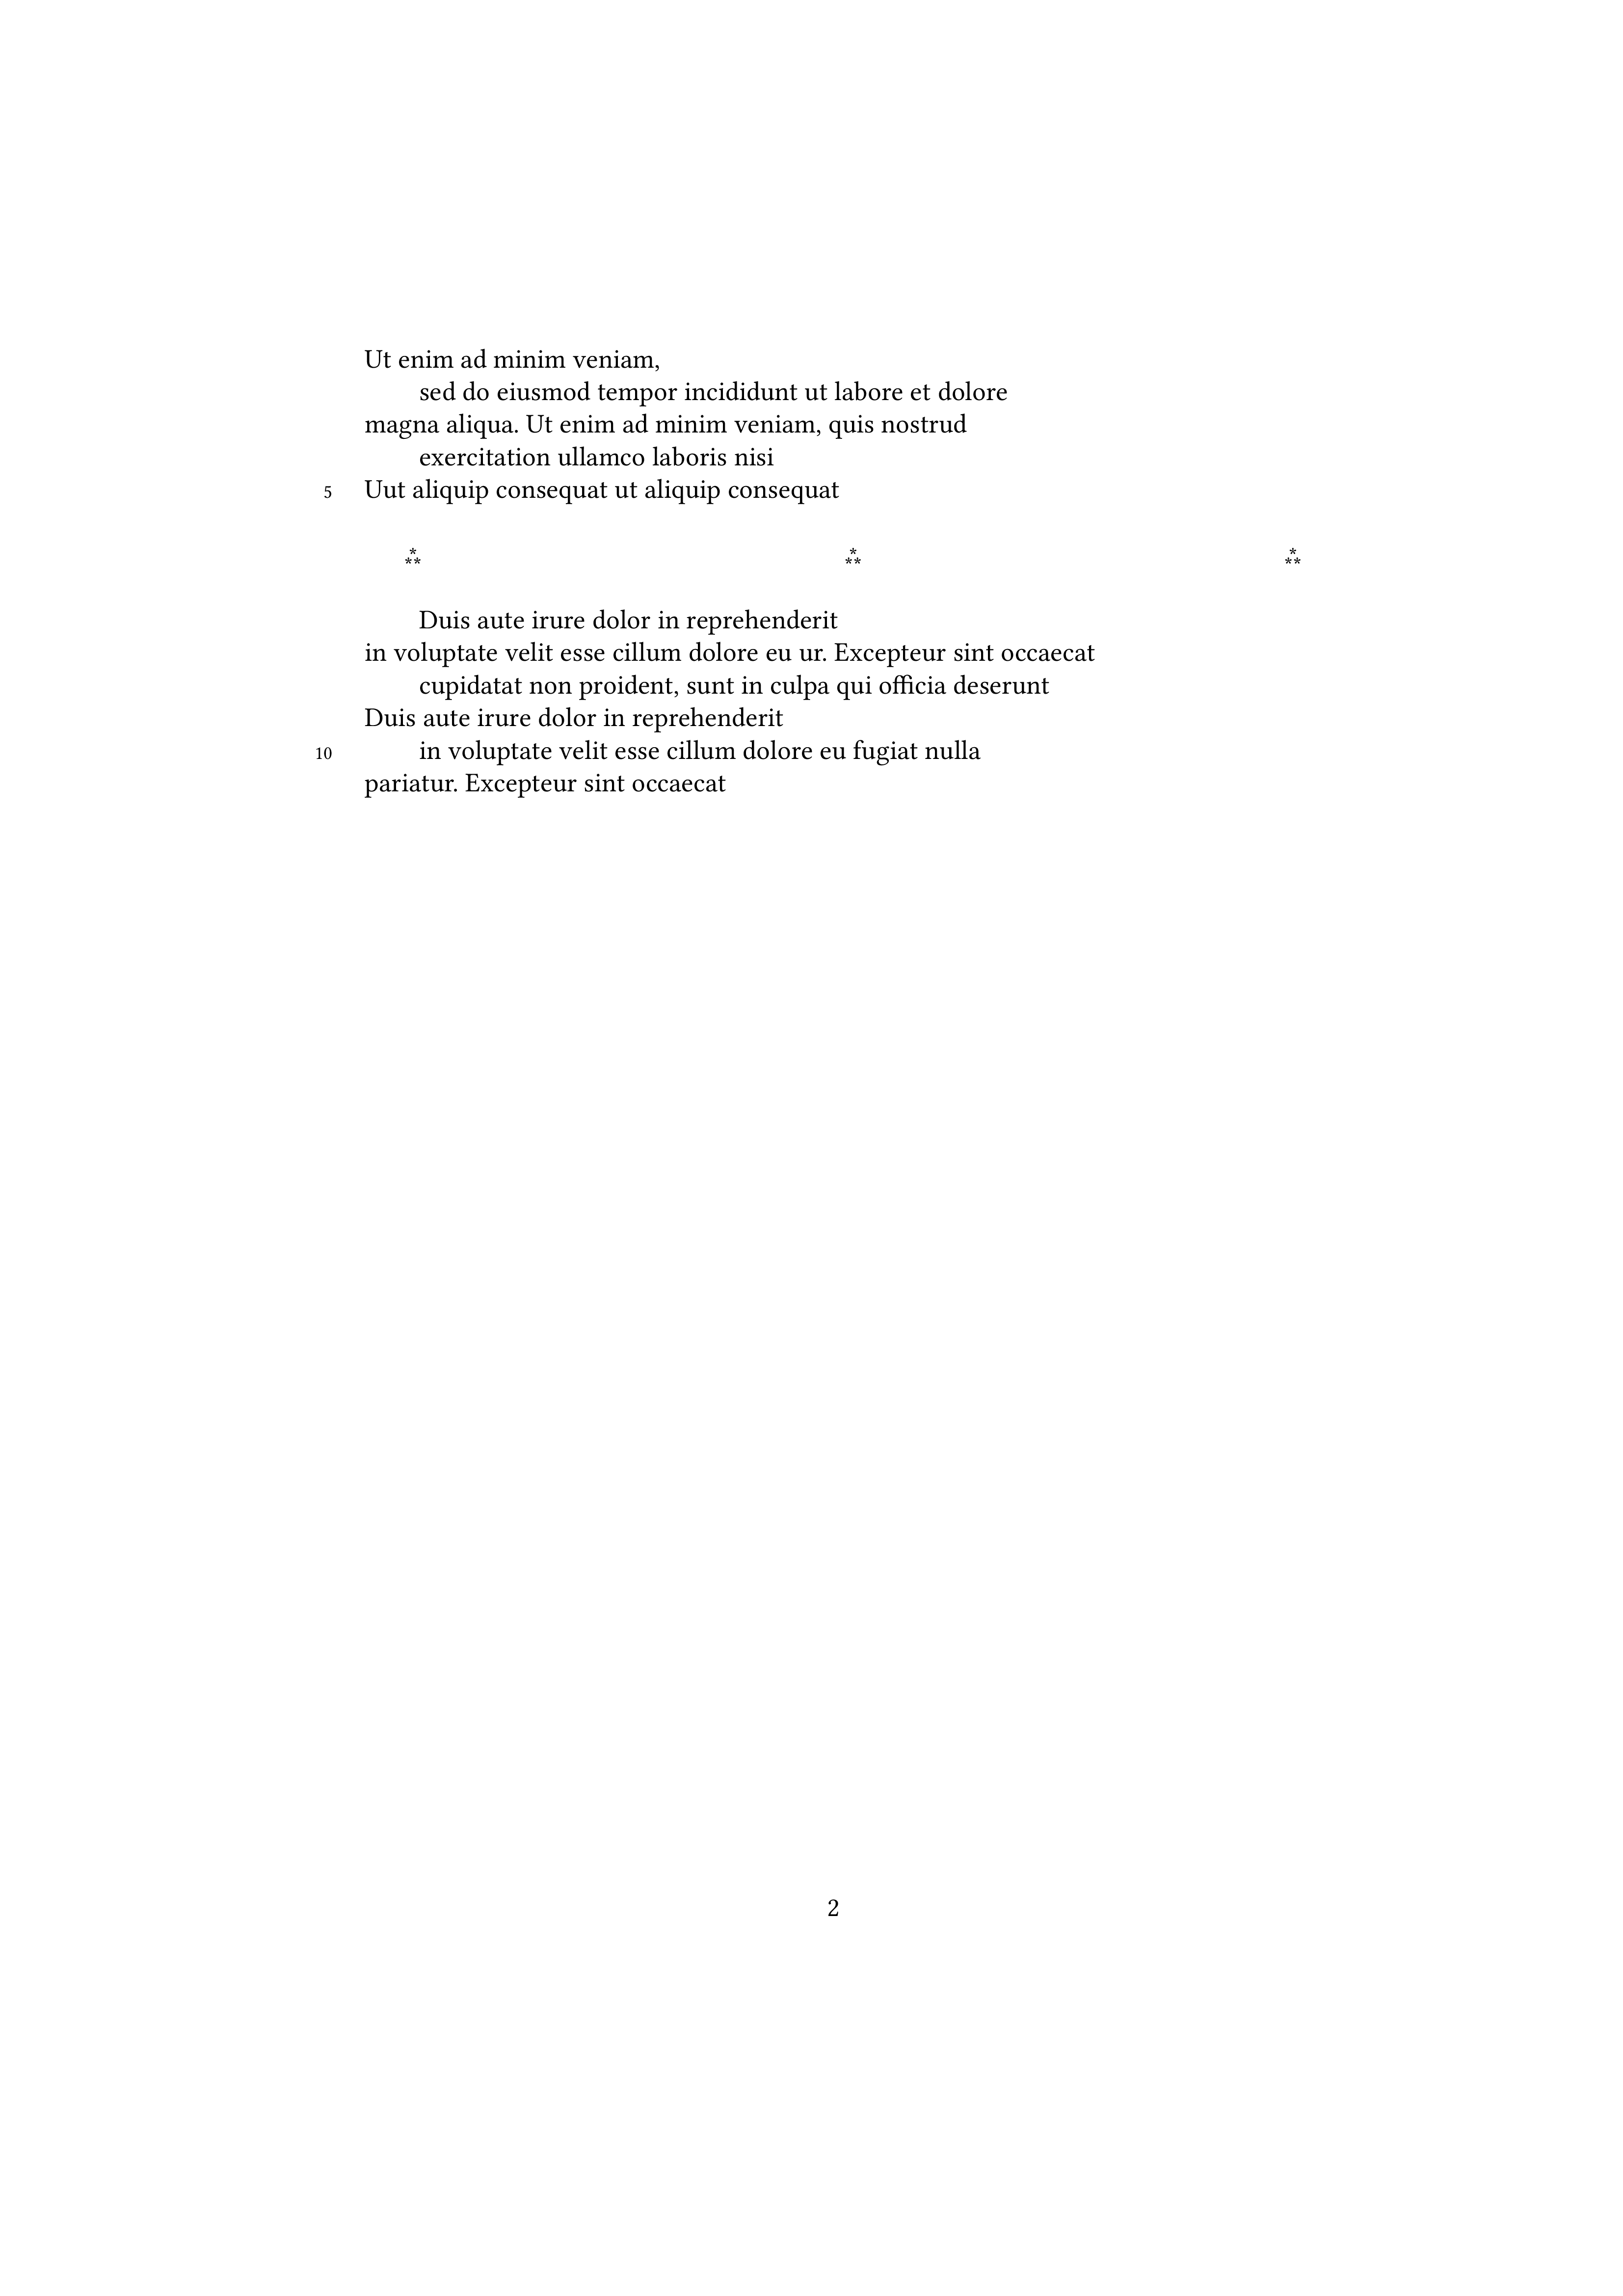 Ut enim ad minim veniam,
sed do eiusmod tempor incididunt ut labore et dolore
magna aliqua. Ut enim ad minim veniam, quis nostrud
exercitation ullamco laboris nisi
5 Uut aliquip consequat ut aliquip consequat
⁂ ⁂ ⁂
Duis aute irure dolor in reprehenderit
in voluptate velit esse cillum dolore eu ur. Excepteur sint occaecat
cupidatat non proident, sunt in culpa qui officia deserunt
Duis aute irure dolor in reprehenderit
10 in voluptate velit esse cillum dolore eu fugiat nulla
pariatur. Excepteur sint occaecat
2